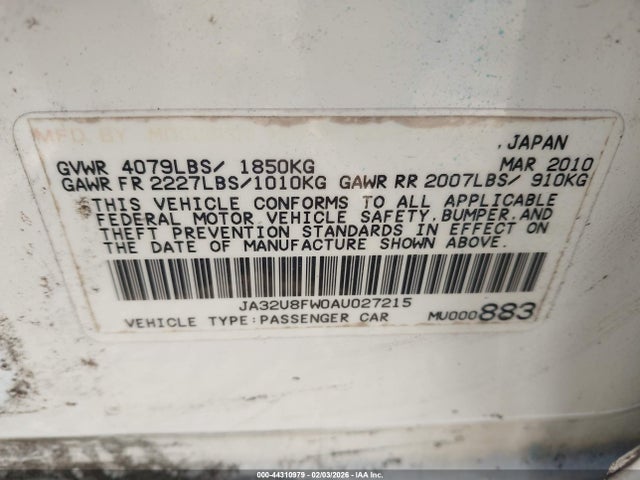 MFD. BY
, JAPAN
GVWR 4079LBS/ 1850KG MAR 2010
GAWR FR 2227LBS/1010KG GAWR RR 2007LBS/ 910KG
THIS VEHICLE CONFORMS TO ALL APPLICABLE
FEDERAL MOTOR VEHICLE SAFETY, BUMPER, AND
THEFT PREVENTION STANDARDS IN EFFECT ON
THE DATE OF MANUFACTURE SHOWN ABOVE.
JA32U8FW0AU027215
VEHICLE TYPE:PASSENGER CAR MU000883
000-44310979 - 02/03/2026 - IAA Inc.